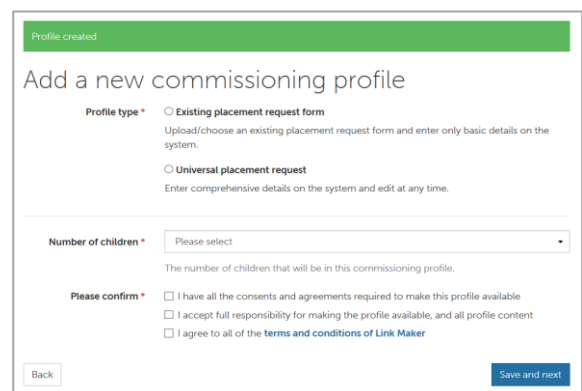 Profile created
Add a new commissioning profile
Profile type *
Existing placement request form
Upload/choose an existing placement request form and enter only basic details on the
system.
Universal placement request
Enter comprehensive details on the system and edit at any time.
Number of children *
Please select
The number of children that will be in this commissioning profile.
Please confirm *
I have all the consents and agreements required to make this profile available
I accept full responsibility for making the profile available, and all profile content
I agree to all of the terms and conditions of Link Maker
Back
Save and next